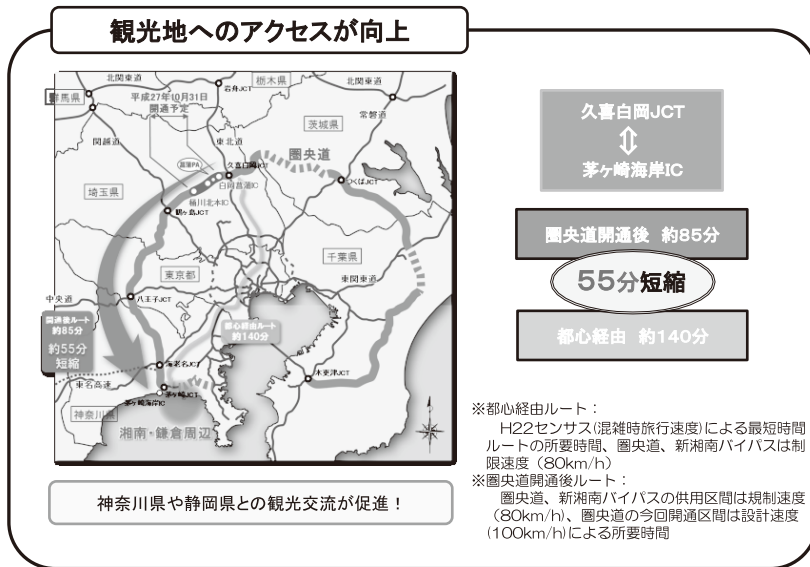 観光地へのアクセスが向上
北関東道
栃木県
北関東道
群馬県
岩舟JCT
平成27年10月31日
開通予定
茨城県
常磐道
関越道
東北道
圏央道
菖蒲PA
久喜白岡JCT
つくばJCT
白岡菖蒲IC
埼玉県
桶川北本IC
鶴ヶ島JCT
千葉県
東京都
東関東道
中央道
八王子JCT
開通後ルート
約85分
約55分
短縮
都心経由ルート
約140分
海老名JCT
木更津JCT
東名高速
茅ヶ崎JCT
茅ヶ崎海岸IC
神奈川県
湘南・鎌倉周辺
神奈川県や静岡県との観光交流が促進！
久喜白岡JCT
⇕
茅ヶ崎海岸IC
圏央道開通後 約85分
55分短縮
都心経由 約140分
※都心経由ルート：
H22センサス(混雑時旅行速度)による最短時間
ルートの所要時間、圏央道、新湘南バイパスは制
限速度（80km/h）
※圏央道開通後ルート：
圏央道、新湘南バイパスの供用区間は規制速度
（80km/h)、圏央道の今回開通区間は設計速度
(100km/h)による所要時間